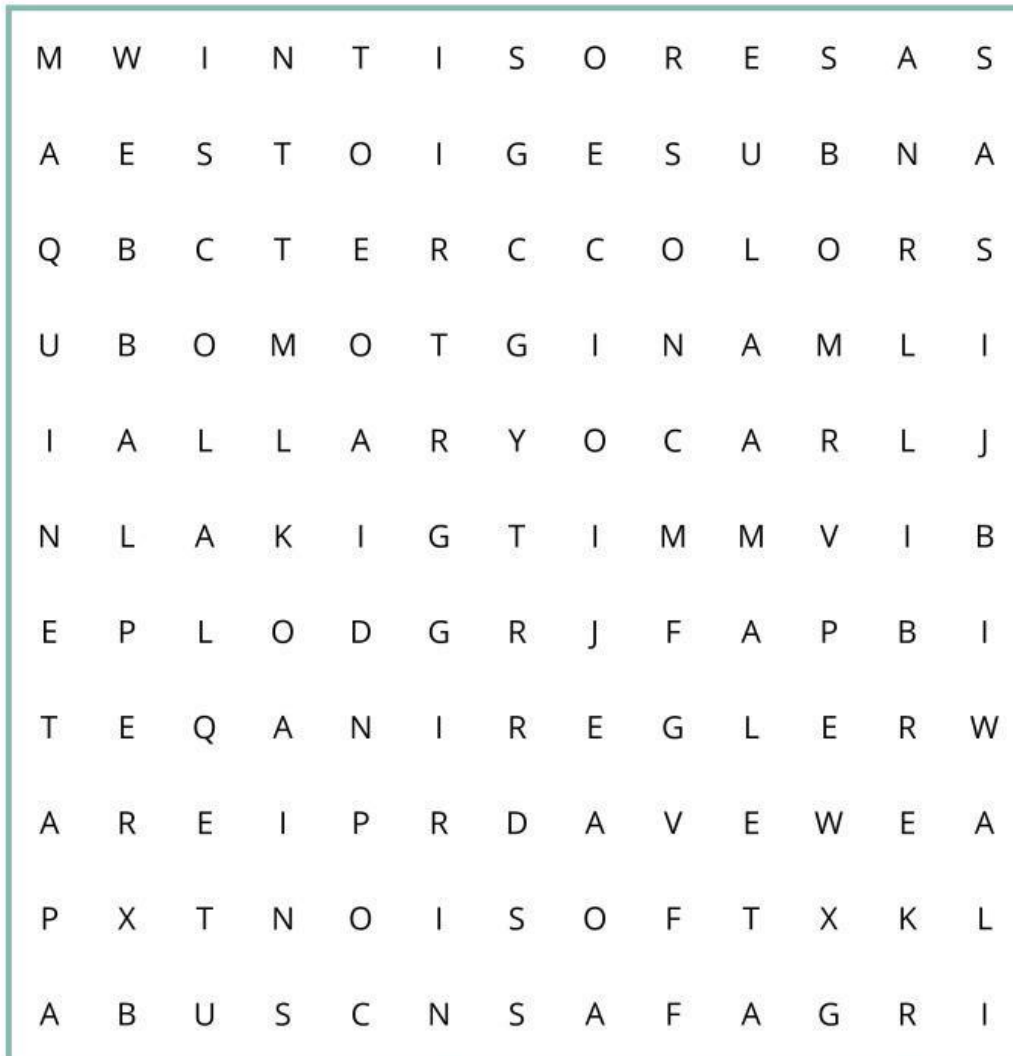 M W I N T I S O R E S A S
A E S T O I G E S U B N A
Q B C T E R C C O L O R S
U B O M O T G I N A M L I
I A L L A R Y O C A R L J
N L A K I G T I M M V I B
E P L O D G R J F A P B I
T E Q A N I R E G L E R W
A R E I P R D A V E W E A
P X T N O I S O F T X K L
A B U S C N S A F A G R I